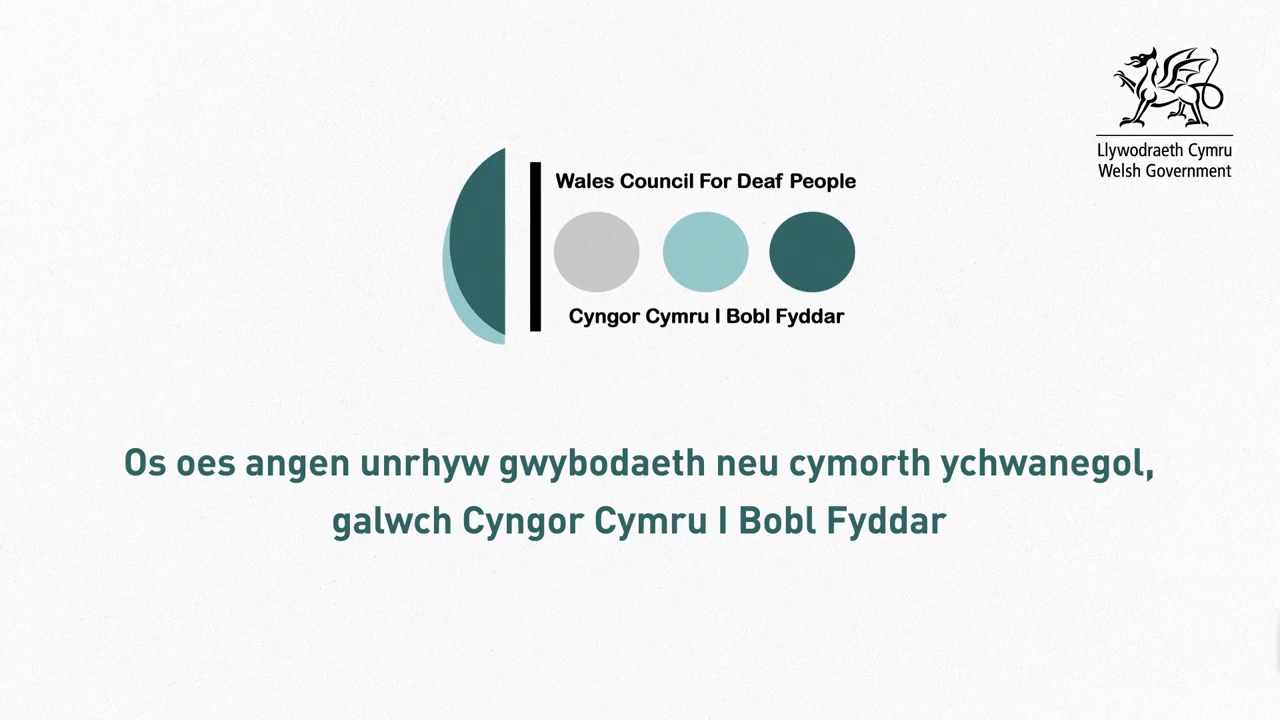 Llywodraeth Cymru
Welsh Government
Wales Council For Deaf People
Cyngor Cymru I Bobl Fyddar
Os oes angen unrhyw gwybodaeth neu cymorth ychwanegol,
galwch Cyngor Cymru I Bobl Fyddar